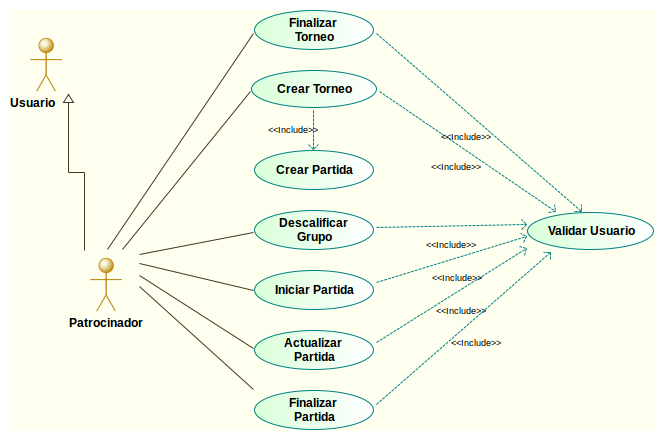 Finalizar
Torneo
Usuario
Crear Torneo
<<Include>>
<<Include>>
<<Include>>
Crear Partida
Descalificar
Grupo
Validar Usuario
<<Include>>
Patrocinador
Iniciar Partida
<<Include>>
<<Include>>
Actualizar
Partida
<<Include>>
Finalizar
Partida